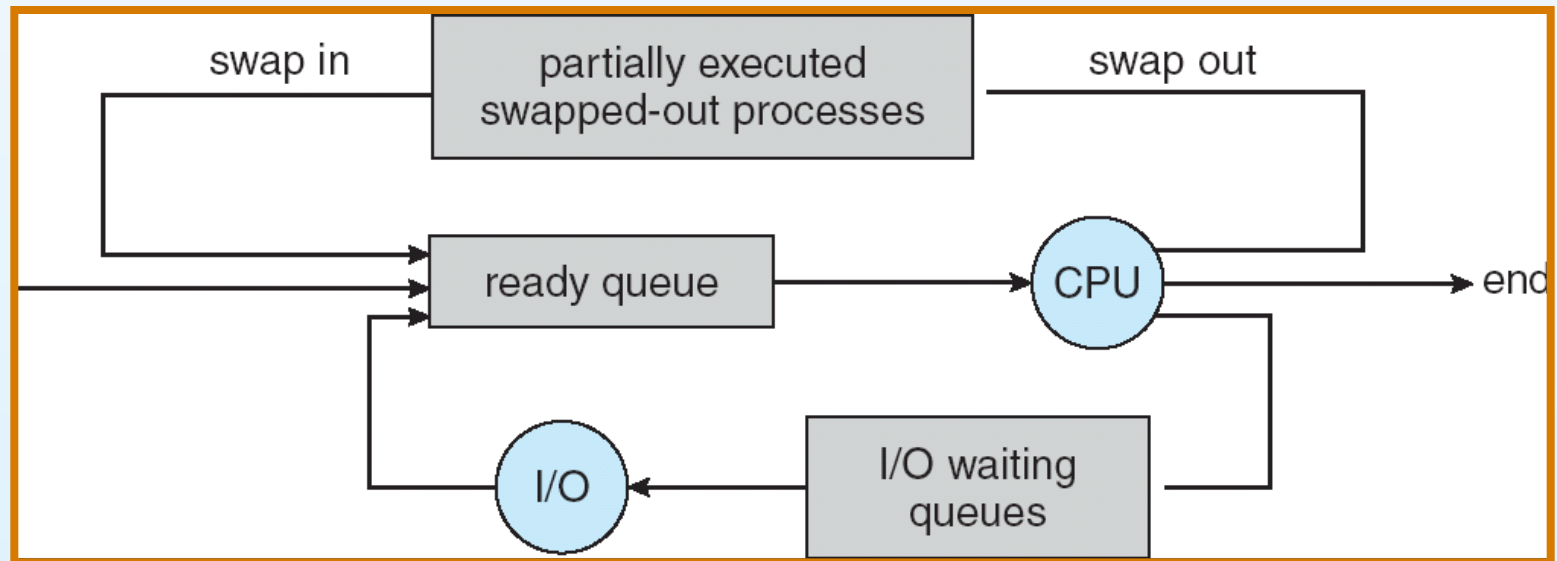 swap in
partially executed
swapped-out processes
swap out
ready queue
CPU
end
I/O
I/O waiting
queues